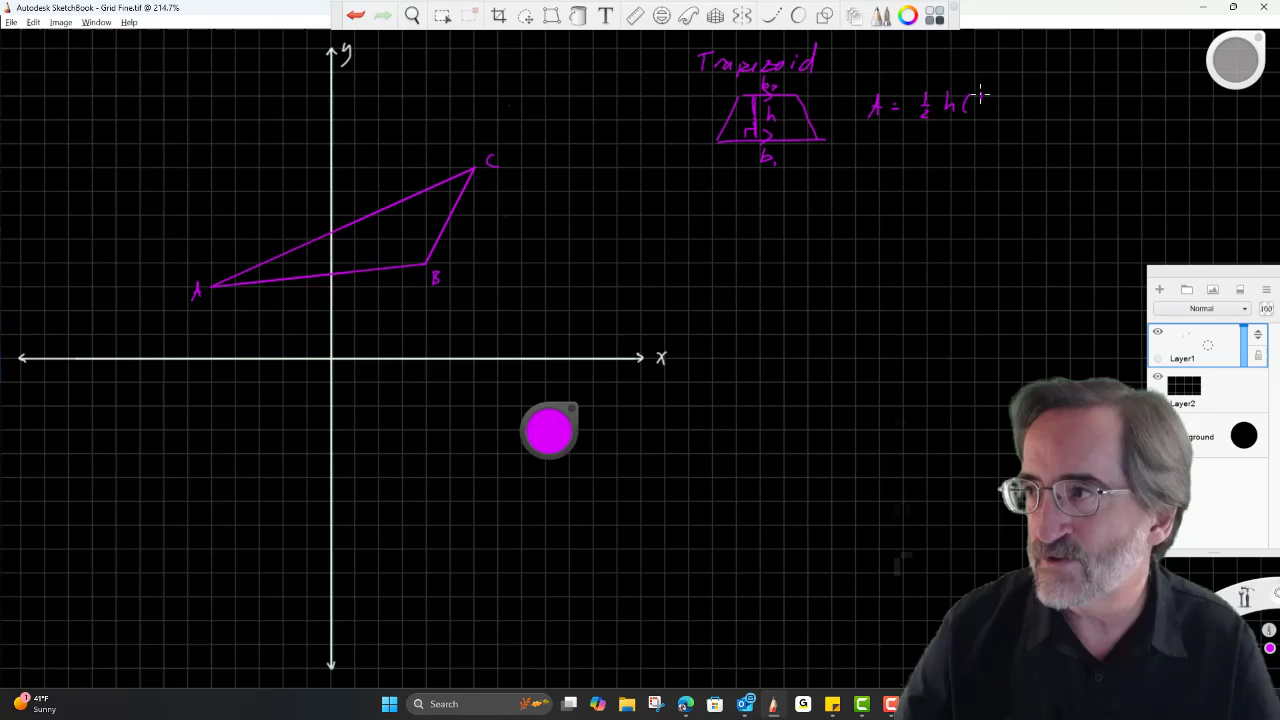 Autodesk SketchBook - Grid Fine.tif @ 214.7%
File Edit Image Window Help
y
Trapezoid
b₂
h
b₁
A = ½ h (
C
A
B
x
Normal
100
Layer1
Layer2
ground
41°F
Sunny
Search